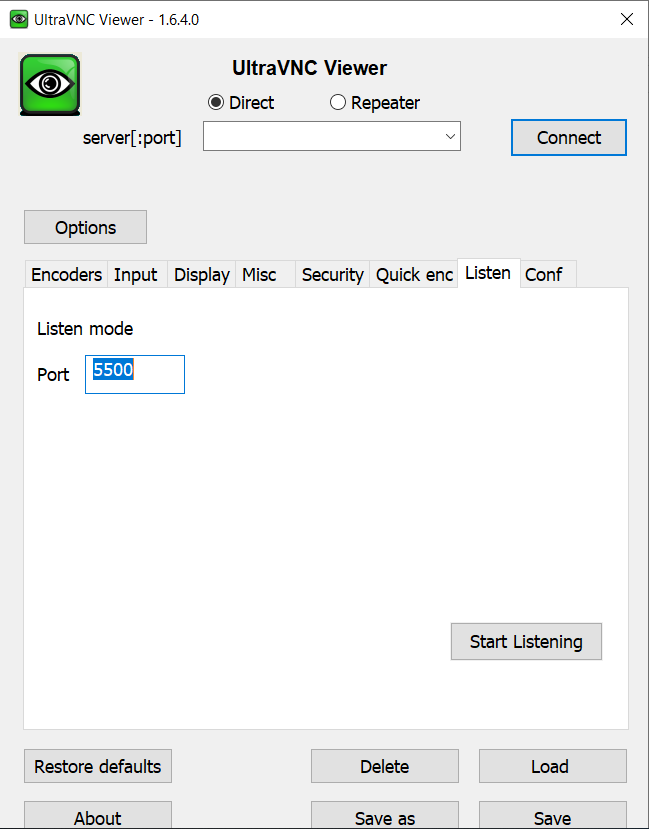 UltraVNC Viewer - 1.6.4.0
UltraVNC Viewer
Direct Repeater
server[:port] Connect
Options
Encoders Input Display Misc Security Quick enc Listen Conf
Listen mode
Port 5500
Start Listening
Restore defaults Delete Load
About Save as Save